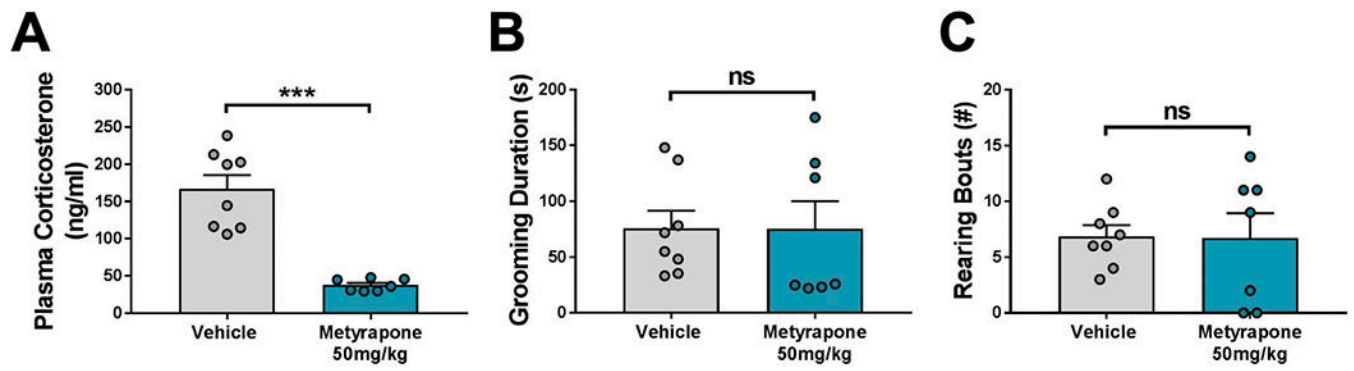 A
Plasma Corticosterone
(ng/ml)
300
250
200
150
100
50
0
***
Vehicle
Metyrapone
50mg/kg
B
Grooming Duration (s)
200
150
100
50
0
ns
Vehicle
Metyrapone
50mg/kg
C
Rearing Bouts (#)
20
15
10
5
0
ns
Vehicle
Metyrapone
50mg/kg